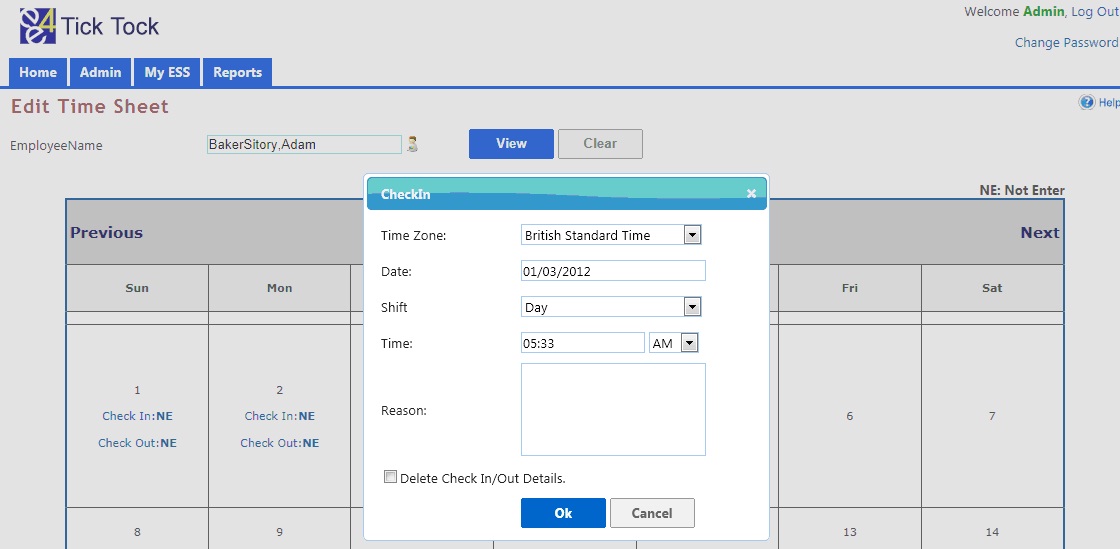 e4 Tick Tock
Welcome Admin, Log Out
Change Password
Home Admin My ESS Reports
Edit Time Sheet
Help
EmployeeName BakerSitory,Adam View Clear
NE: Not Enter
Previous Next
Sun Mon Fri Sat
1 2 6 7
Check In:NE Check In:NE
Check Out:NE Check Out:NE
8 9 13 14
CheckIn
Time Zone: British Standard Time
Date: 01/03/2012
Shift Day
Time: 05:33 AM
Reason:
Delete Check In/Out Details.
Ok Cancel